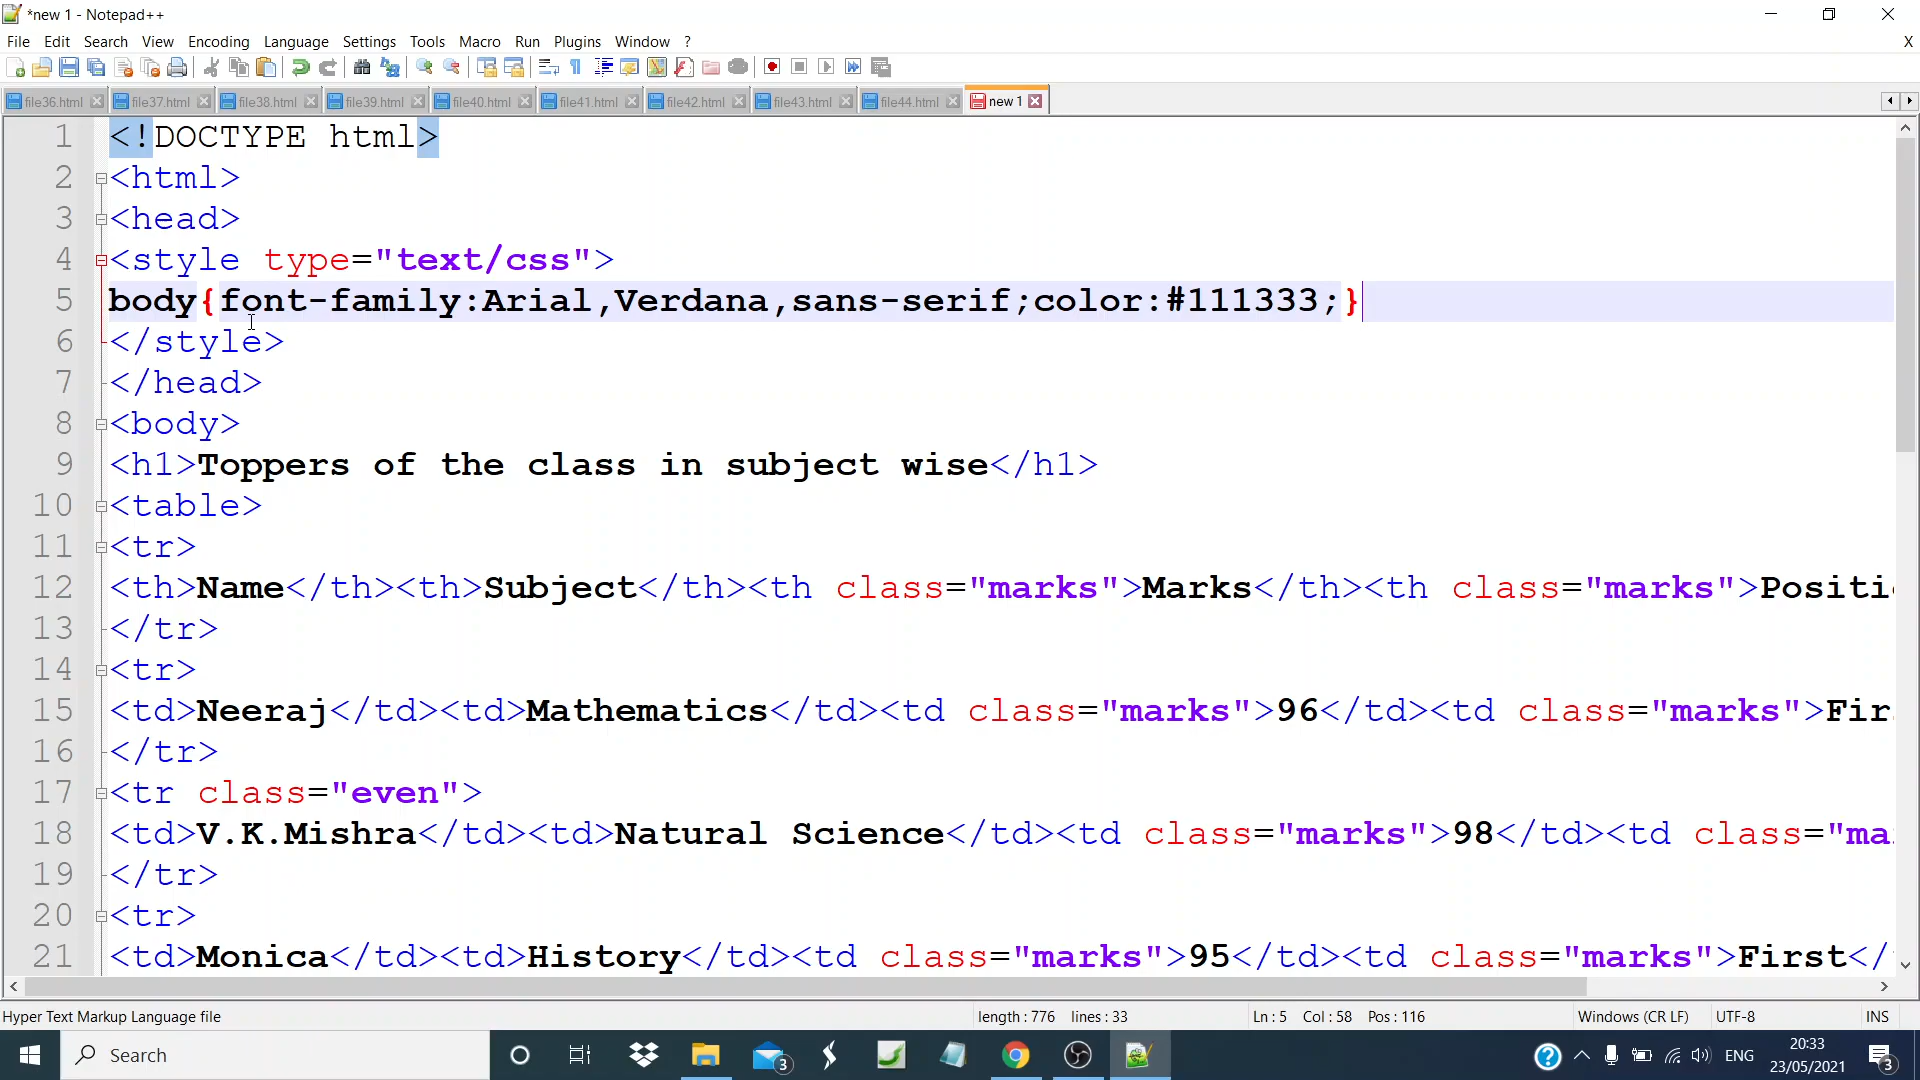 *new 1 - Notepad++
File Edit Search View Encoding Language Settings Tools Macro Run Plugins Window ? X
file36.html file37.html file38.html file39.html file40.html file41.html file42.html file43.html file44.html new 1
1 <!DOCTYPE html>
2 <html>
3 <head>
4 <style type="text/css">
5 body{font-family:Arial,Verdana,sans-serif;color:#111333;}
6 </style>
7 </head>
8 <body>
9 <h1>Toppers of the class in subject wise</h1>
10 <table>
11 <tr>
12 <th>Name</th><th>Subject</th><th class="marks">Marks</th><th class="marks">Positi
13 </tr>
14 <tr>
15 <td>Neeraj</td><td>Mathematics</td><td class="marks">96</td><td class="marks">Fir
16 </tr>
17 <tr class="even">
18 <td>V.K.Mishra</td><td>Natural Science</td><td class="marks">98</td><td class="ma
19 </tr>
20 <tr>
21 <td>Monica</td><td>History</td><td class="marks">95</td><td class="marks">First</
Hyper Text Markup Language file length : 776 lines : 33 Ln : 5 Col : 58 Pos : 116 Windows (CR LF) UTF-8 INS
Search 3 ENG 20:33 3
23/05/2021